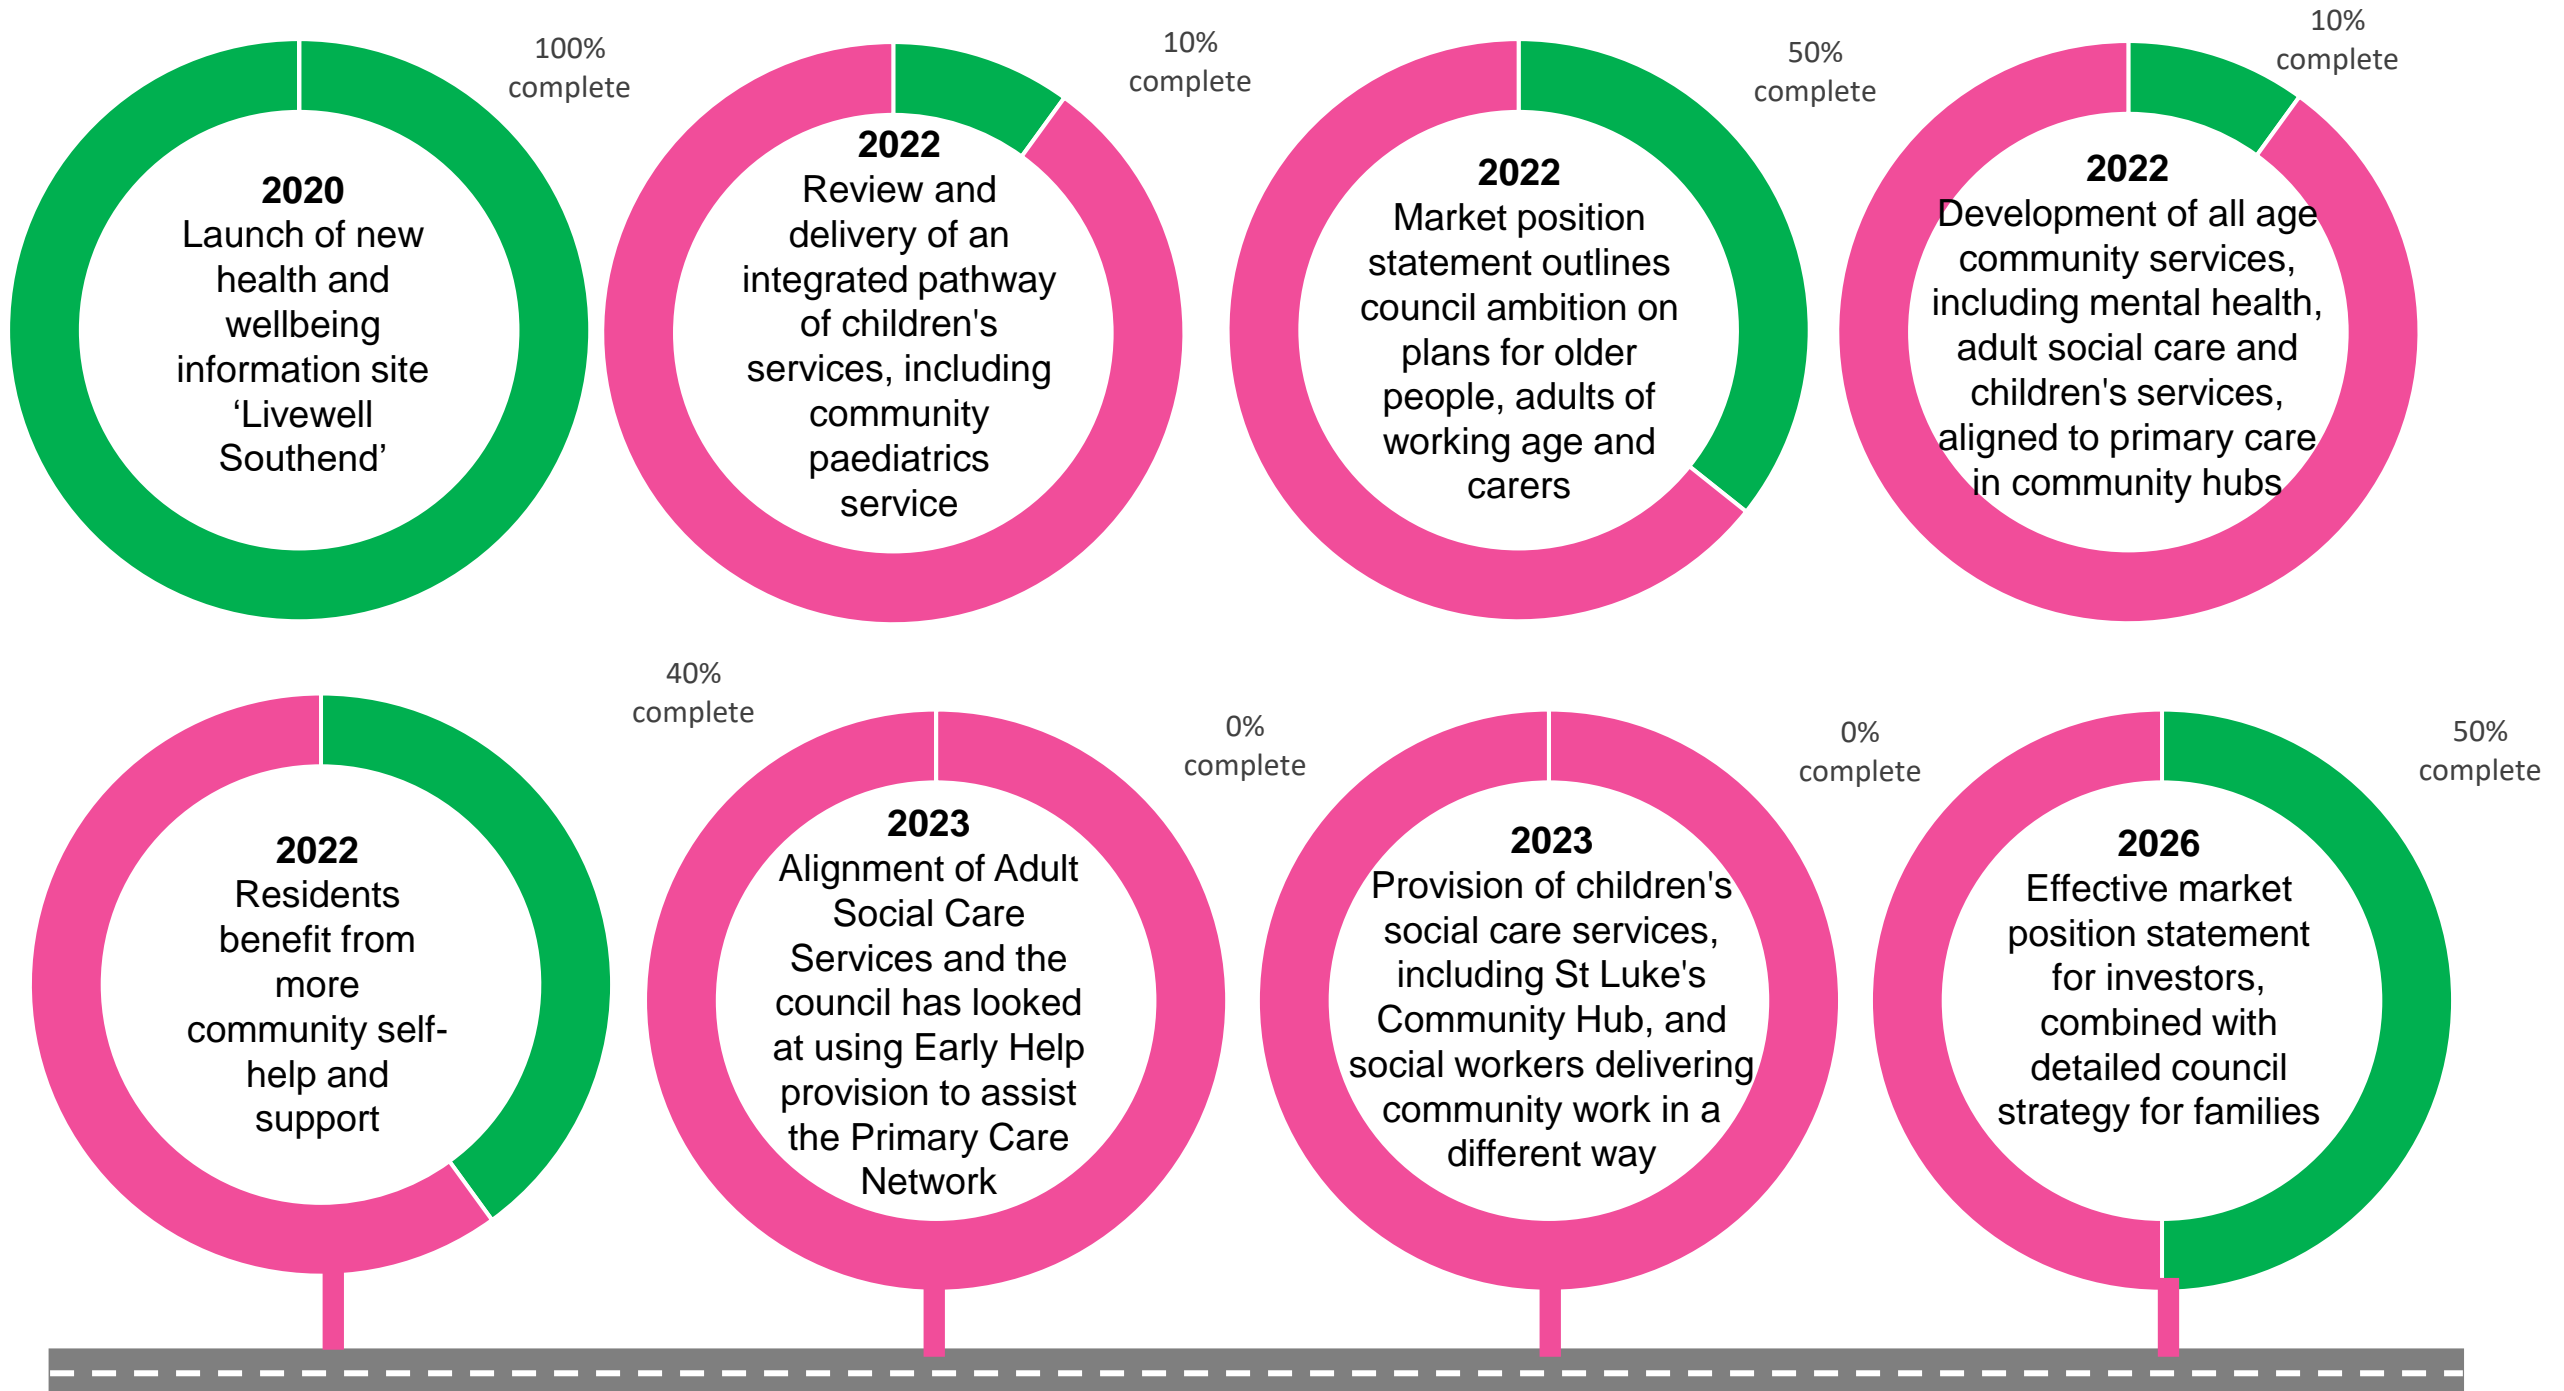 100%
complete
2020
Launch of new
health and
wellbeing
information site
‘Livewell
Southend’
10%
complete
2022
Review and
delivery of an
integrated pathway
of children's
services, including
community
paediatrics
service
50%
complete
2022
Market position
statement outlines
council ambition on
plans for older
people, adults of
working age and
carers
10%
complete
2022
Development of all age
community services,
including mental health,
adult social care and
children's services,
aligned to primary care
in community hubs
40%
complete
2022
Residents
benefit from
more
community self-
help and
support
0%
complete
2023
Alignment of Adult
Social Care
Services and the
council has looked
at using Early Help
provision to assist
the Primary Care
Network
0%
complete
2023
Provision of children's
social care services,
including St Luke's
Community Hub, and
social workers delivering
community work in a
different way
50%
complete
2026
Effective market
position statement
for investors,
combined with
detailed council
strategy for families